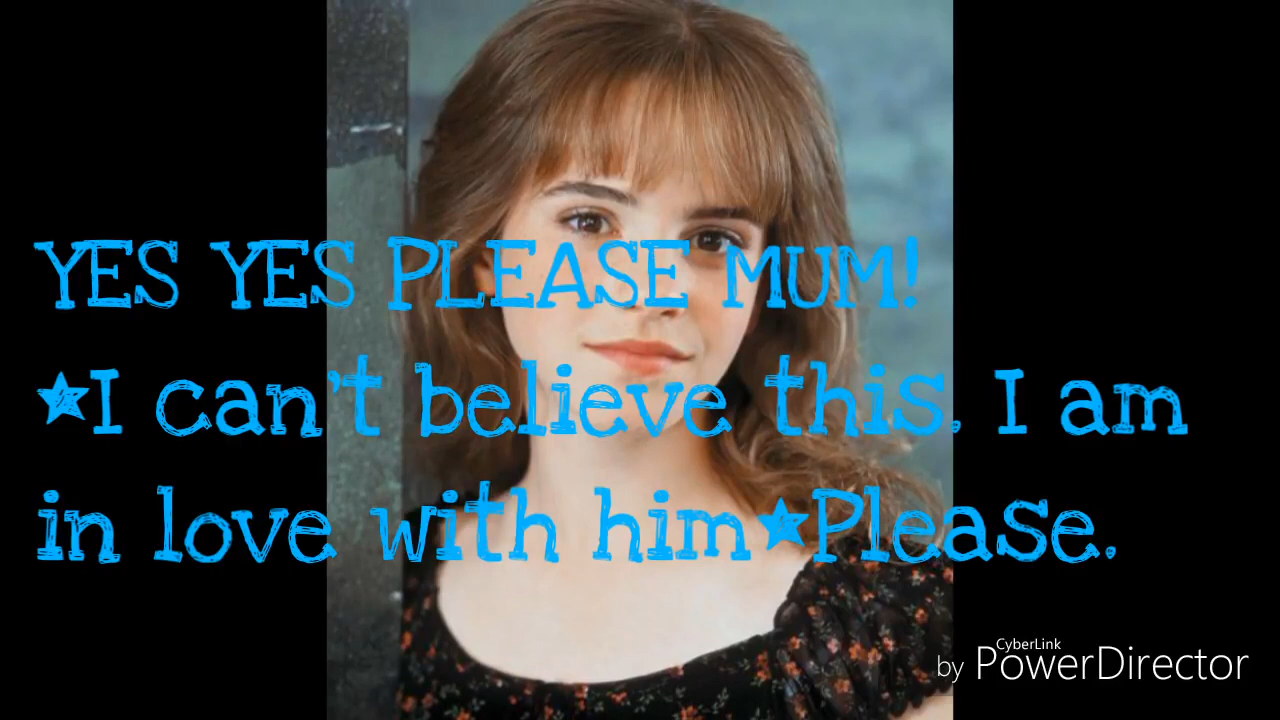 YES YES PLEASE MUM!
★I can't believe this. I am
in love with him★Please.
CyberLink
by PowerDirector